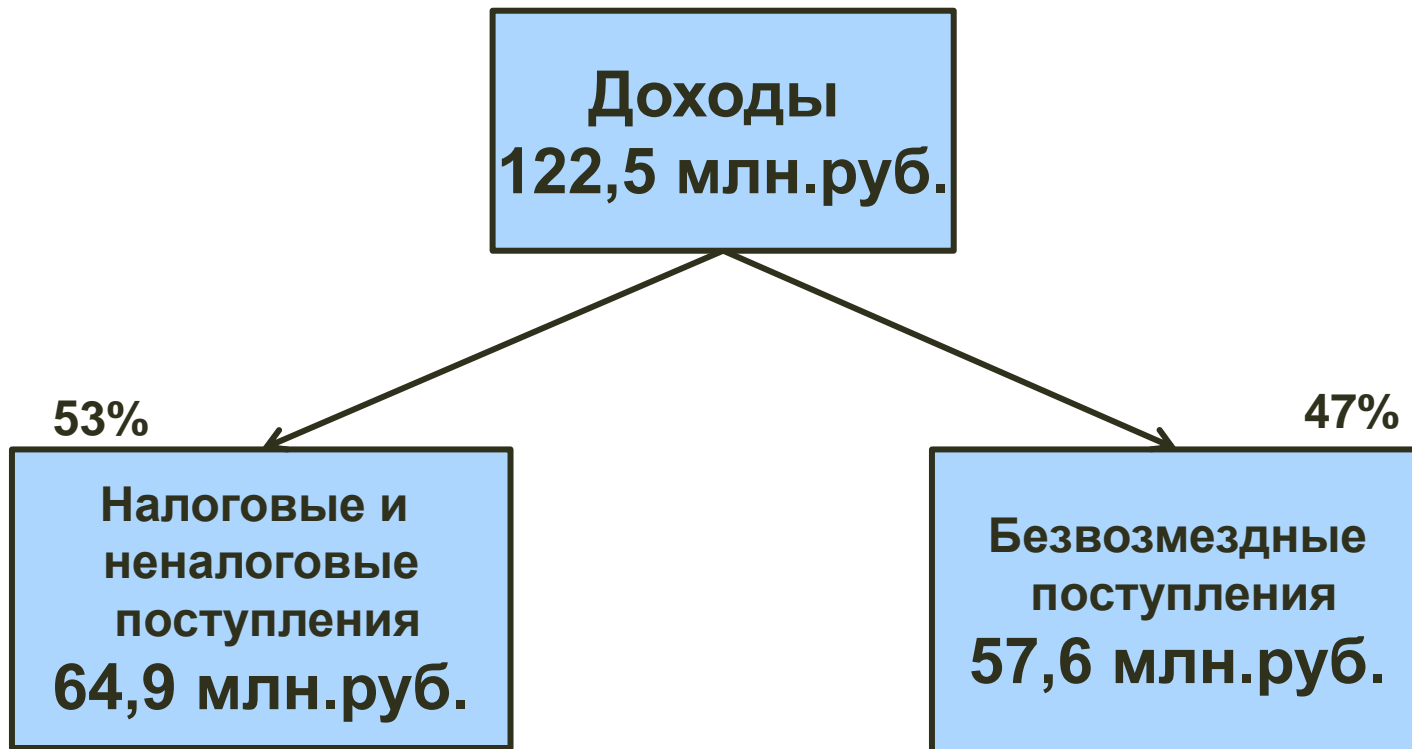 Доходы
122,5 млн.руб.
53%
47%
Налоговые и
неналоговые
поступления
64,9 млн.руб.
Безвозмездные
поступления
57,6 млн.руб.